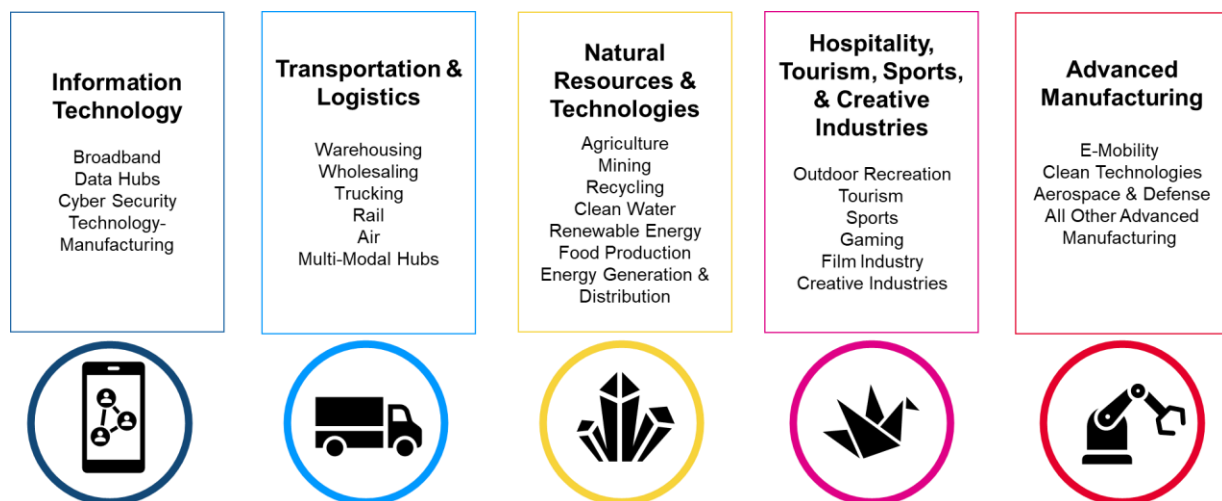 Information
Technology
Broadband
Data Hubs
Cyber Security
Technology-
Manufacturing
Transportation &
Logistics
Warehousing
Wholesaling
Trucking
Rail
Air
Multi-Modal Hubs
Natural
Resources &
Technologies
Agriculture
Mining
Recycling
Clean Water
Renewable Energy
Food Production
Energy Generation &
Distribution
Hospitality,
Tourism, Sports,
& Creative
Industries
Outdoor Recreation
Tourism
Sports
Gaming
Film Industry
Creative Industries
Advanced
Manufacturing
E-Mobility
Clean Technologies
Aerospace & Defense
All Other Advanced
Manufacturing